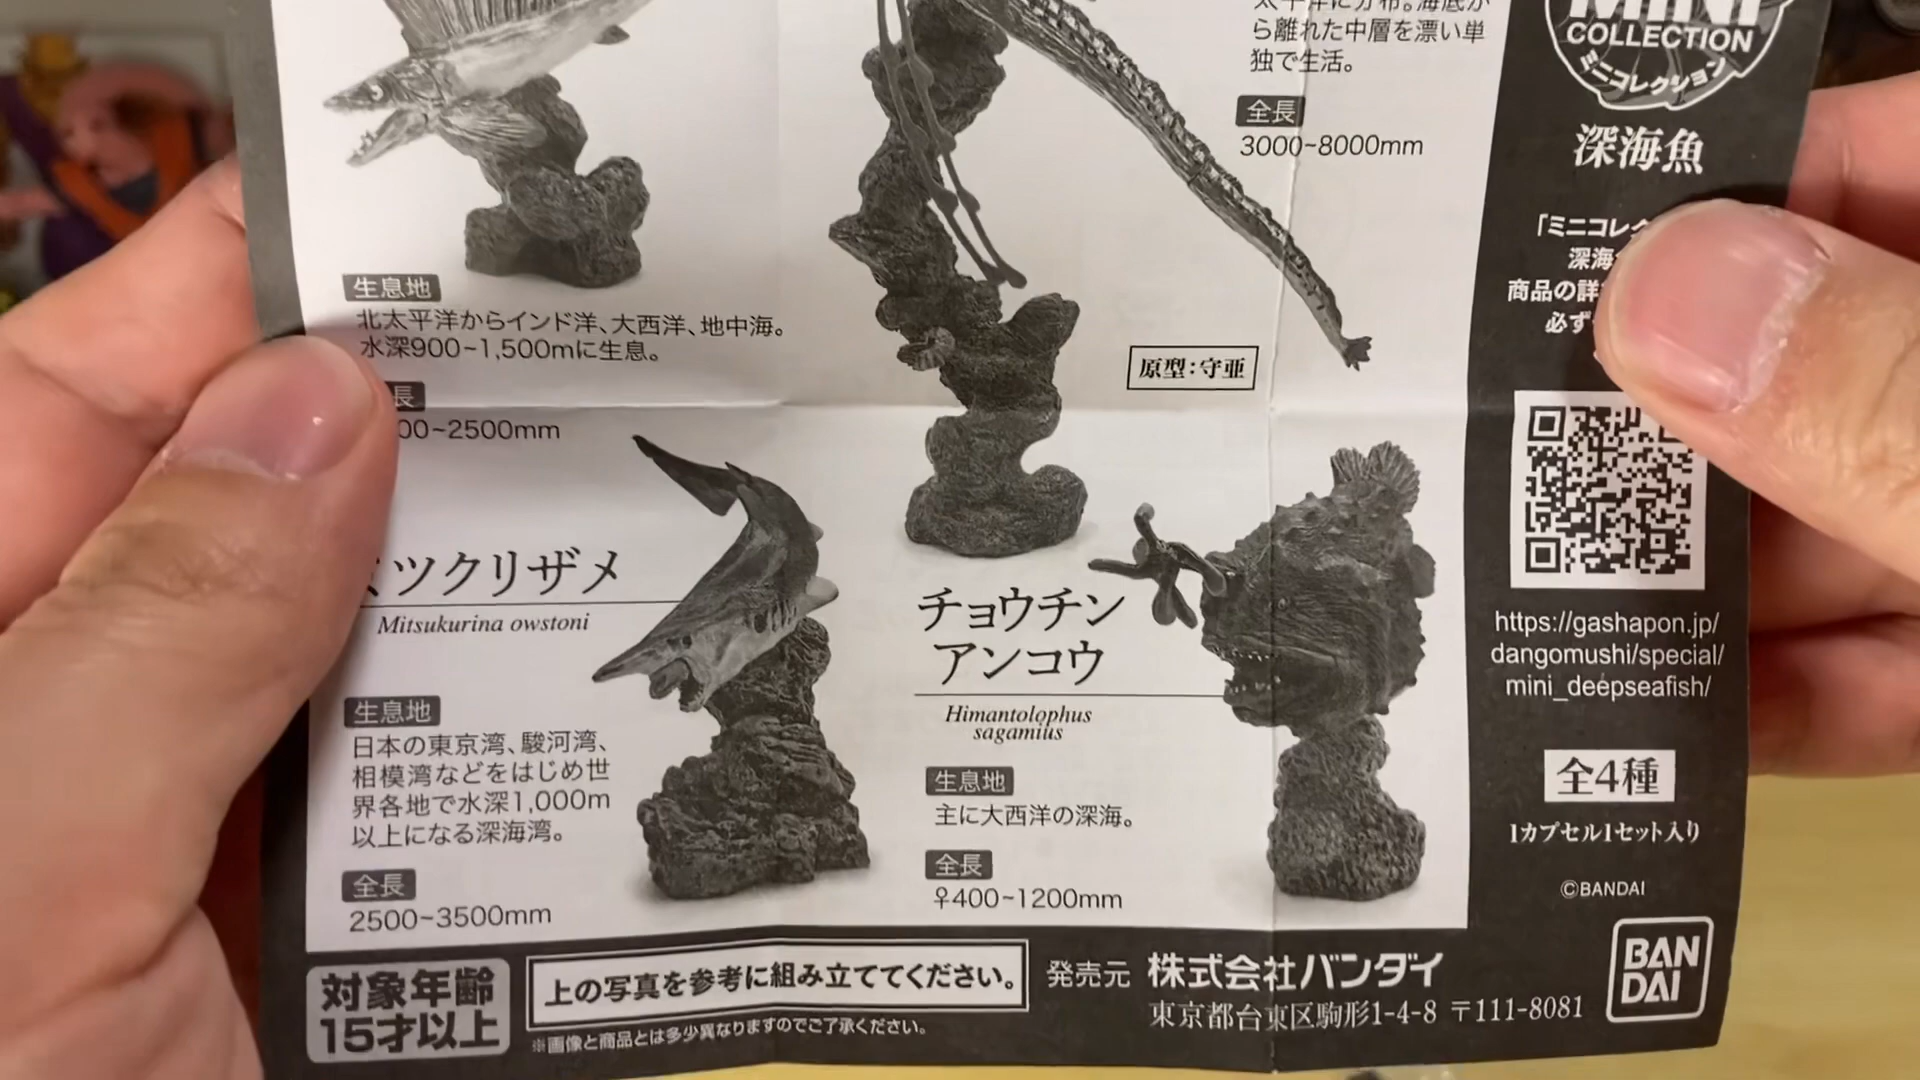 生息地
北太平洋からインド洋、大西洋、地中海。
水深900~1,500mに生息。
長
00~2500mm
ら離れた中層を漂い単
独で生活。
全長
3000~8000mm
原型:守亜
ミツクリザメ
Mitsukurina owstoni
生息地
日本の東京湾、駿河湾、
相模湾などをはじめ世
界各地で水深1,000m
以上になる深海湾。
全長
2500~3500mm
チョウチン
アンコウ
Himantolophus
sagamius
生息地
主に大西洋の深海。
全長
♀400~1200mm
MINI
COLLECTION
ミニコレクション
深海魚
「ミニコレク
深海
商品の詳
必ず
https://gashapon.jp/
dangomushi/special/
mini_deepseafish/
全4種
1カプセル1セット入り
©BANDAI
対象年齢
15才以上
上の写真を参考に組み立ててください。
※画像と商品とは多少異なりますのでご了承ください。
発売元 株式会社バンダイ
東京都台東区駒形1-4-8 〒111-8081
BAN
DAI